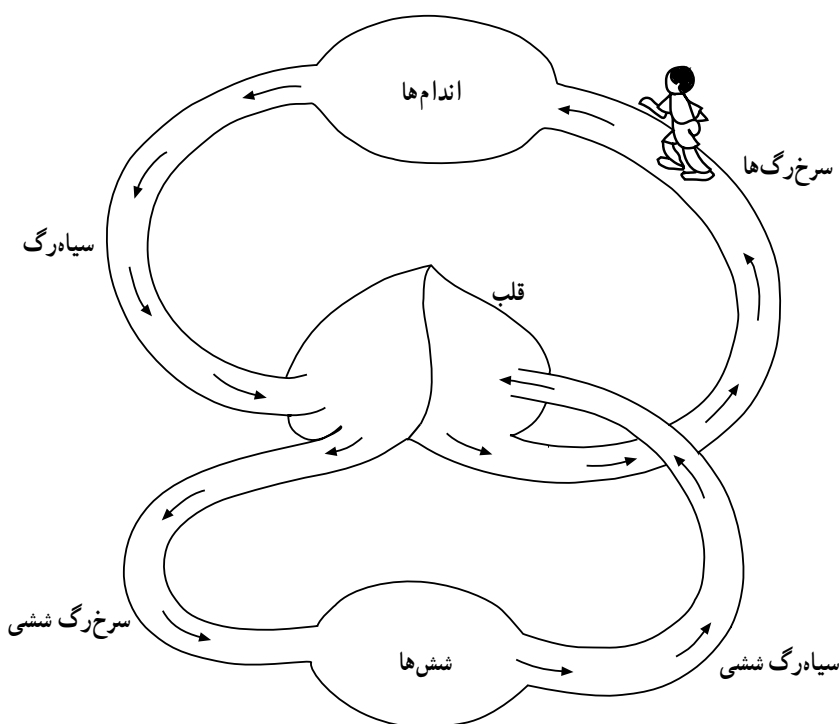 اندام‌ها
سرخ‌رگ‌ها
سیاه‌رگ
قلب
سرخ‌رگ ششی
شش‌ها
سیاه‌رگ ششی